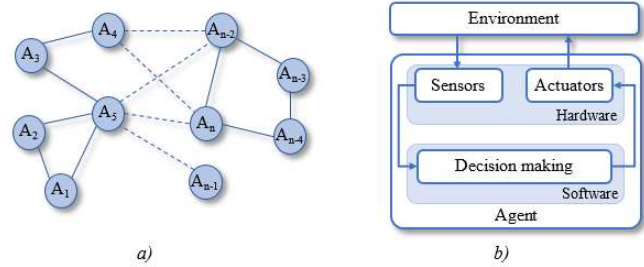 A4
An-2
A3
An-3
A5
A2
An
An-4
An-1
A1
a)
Environment
Sensors
Actuators
Hardware
Decision making
Software
Agent
b)